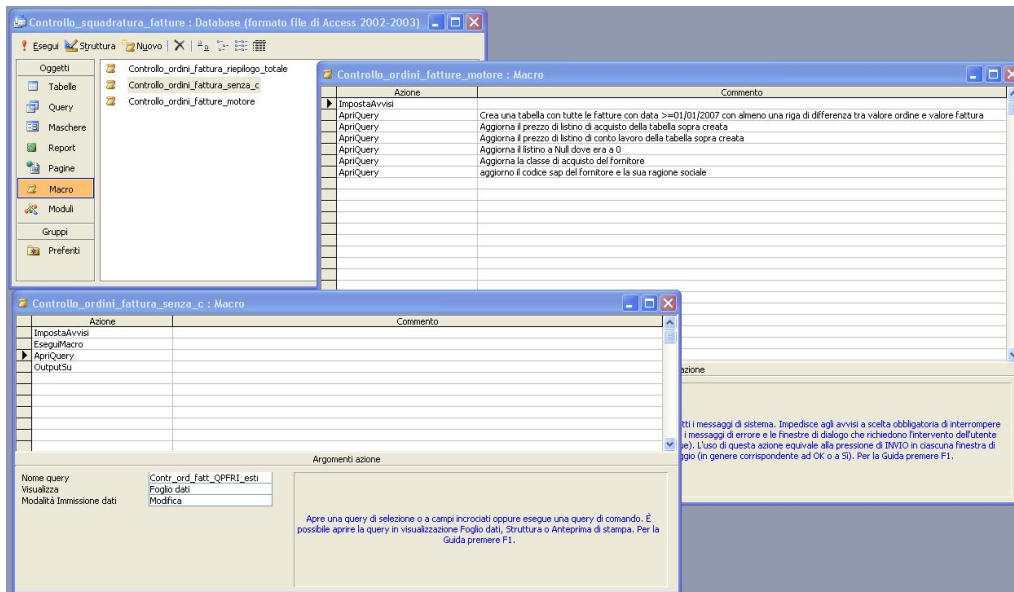 Controllo_squadratura_fatture : Database (formato file di Access 2002-2003)
Esegui Struttura Nuovo
Oggetti
Tabelle
Query
Maschere
Report
Pagine
Macro
Moduli
Gruppi
Preferiti
Controllo_ordini_fattura_riepilogo_totale
Controllo_ordini_fattura_senza_c
Controllo_ordini_fatture_motore
Controllo_ordini_fatture_motore : Macro
Azione Commento
ImpostaAvvisi
ApriQuery Crea una tabella con tutte le fatture con data >=01/01/2007 con almeno una riga di differenza tra valore ordine e valore fattura
ApriQuery Aggiorna il prezzo di listino di acquisto della tabella sopra creata
ApriQuery Aggiorna il prezzo di listino di conto lavoro della tabella sopra creata
ApriQuery Aggiorna il listino a Null dove era a 0
ApriQuery Aggiorna la classe di acquisto del fornitore
ApriQuery aggiorno il codice sap del fornitore e la sua ragione sociale
azione
tti i messaggi di sistema. Impedisce agli avvisi a scelta obbligatoria di interrompere
i messaggi di errore e le finestre di dialogo che richiedono l'intervento dell'utente
ue). L'uso di questa azione equivale alla pressione di INVIO in ciascuna finestra di
ggio (in genere corrispondente ad OK o a Sì). Per la Guida premere F1.
Controllo_ordini_fattura_senza_c : Macro
Azione Commento
ImpostaAvvisi
EseguiMacro
ApriQuery
OutputSu
Argomenti azione
Nome query Contr_ord_fatt_QPFRI_esti
Visualizza Foglio dati
Modalità Immissione dati Modifica
Apre una query di selezione o a campi incrociati oppure esegue una query di comando. È
possibile aprire la query in visualizzazione Foglio dati, Struttura o Anteprima di stampa. Per la
Guida premere F1.